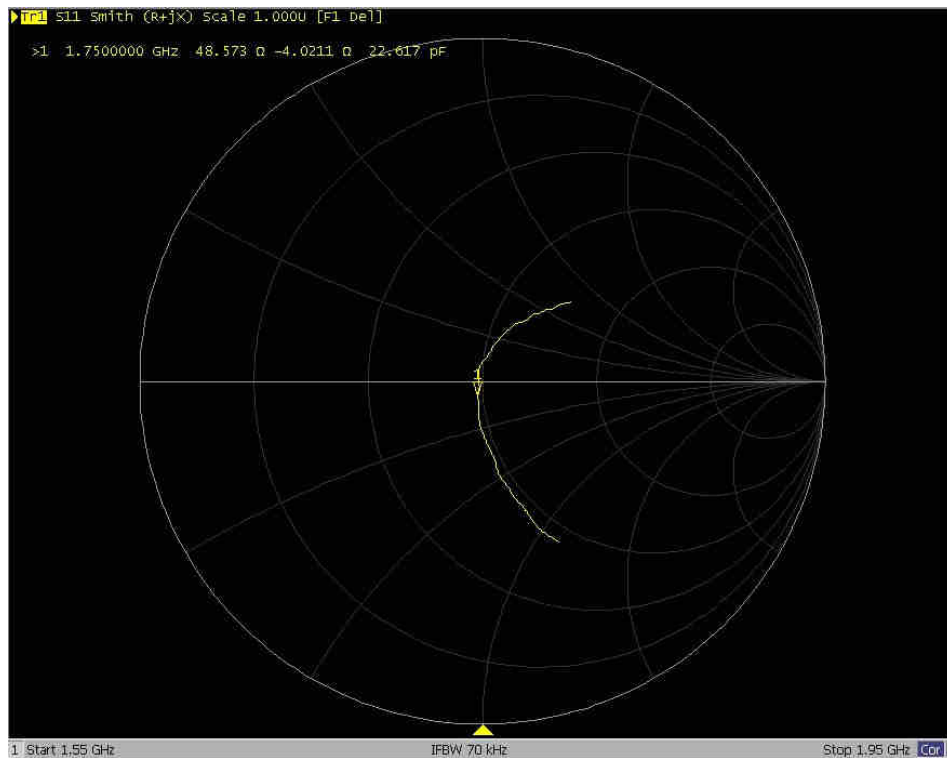 Tr1 S11 Smith (R+jX) Scale 1.000U [F1 Del]
>1 1.7500000 GHz 48.573 Ω -4.0211 Ω 22.617 pF
1
1 Start 1.55 GHz IFBW 70 kHz Stop 1.95 GHz Cor